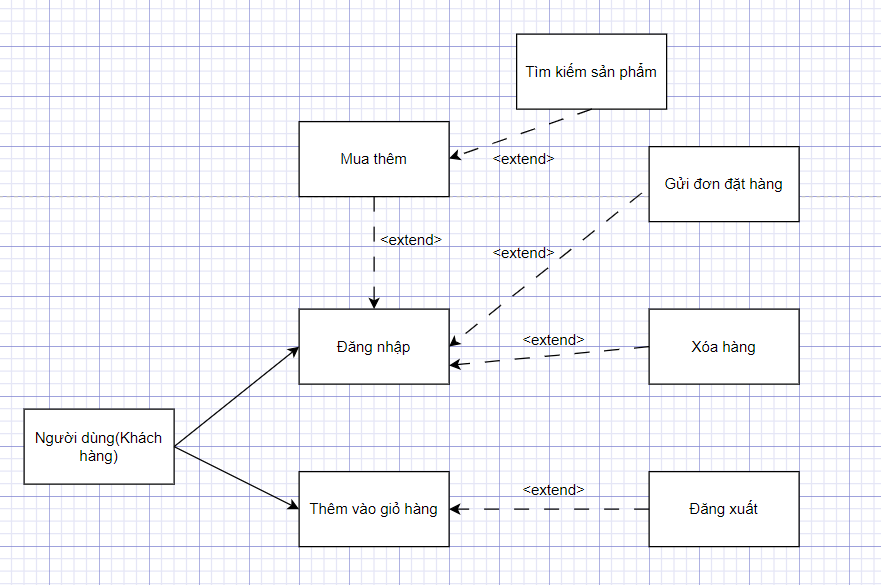 Tìm kiếm sản phẩm
Mua thêm
<extend>
Gửi đơn đặt hàng
<extend>
<extend>
Đăng nhập
<extend>
Xóa hàng
Người dùng(Khách
hàng)
<extend>
Thêm vào giỏ hàng
Đăng xuất